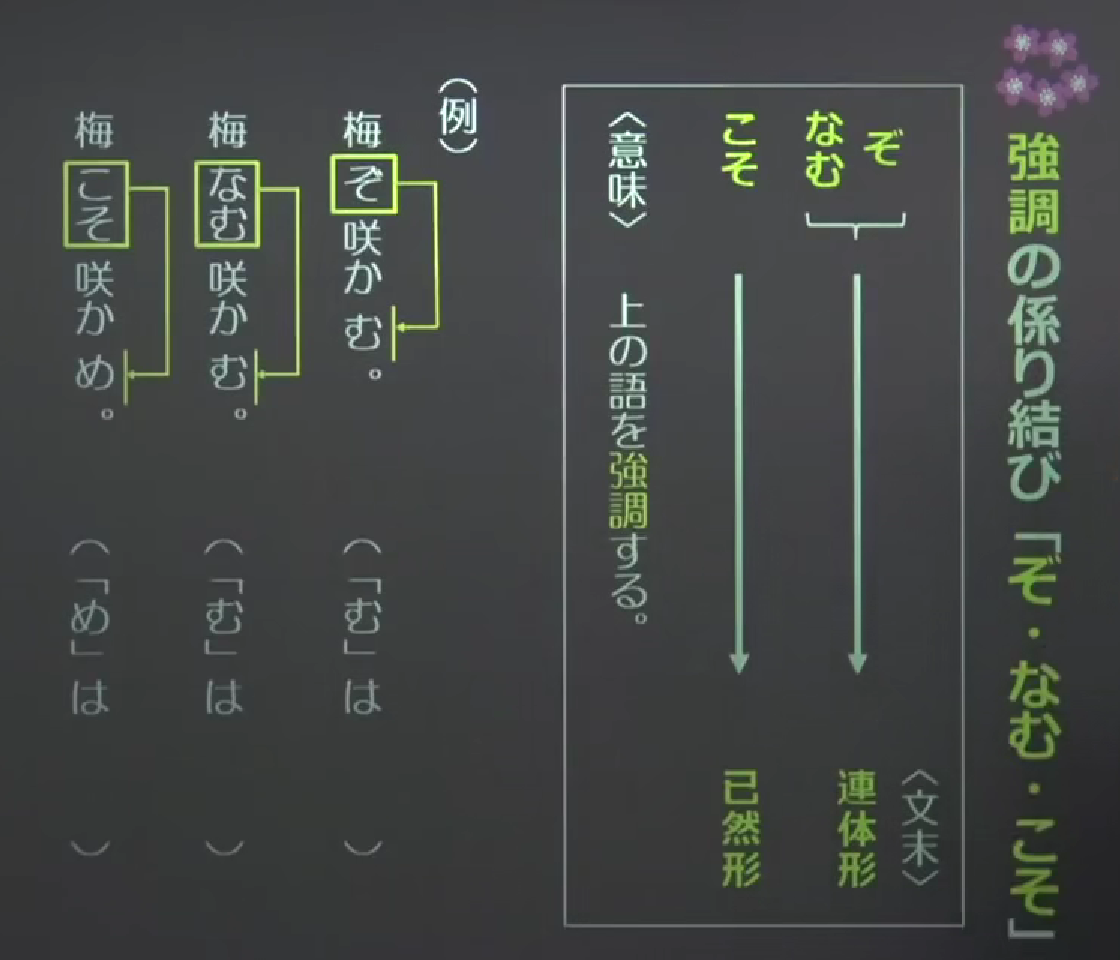 強調の係り結び「ぞ・なむ・こそ」
〈文末〉
ぞ
なむ
連体形
こそ
已然形
〈意味〉 上の語を強調する。
（例）
梅ぞ咲かむ。 （「むは」 ）
梅なむ咲かむ。 （「む」は ）
梅こそ咲かめ。 （「め」は ）